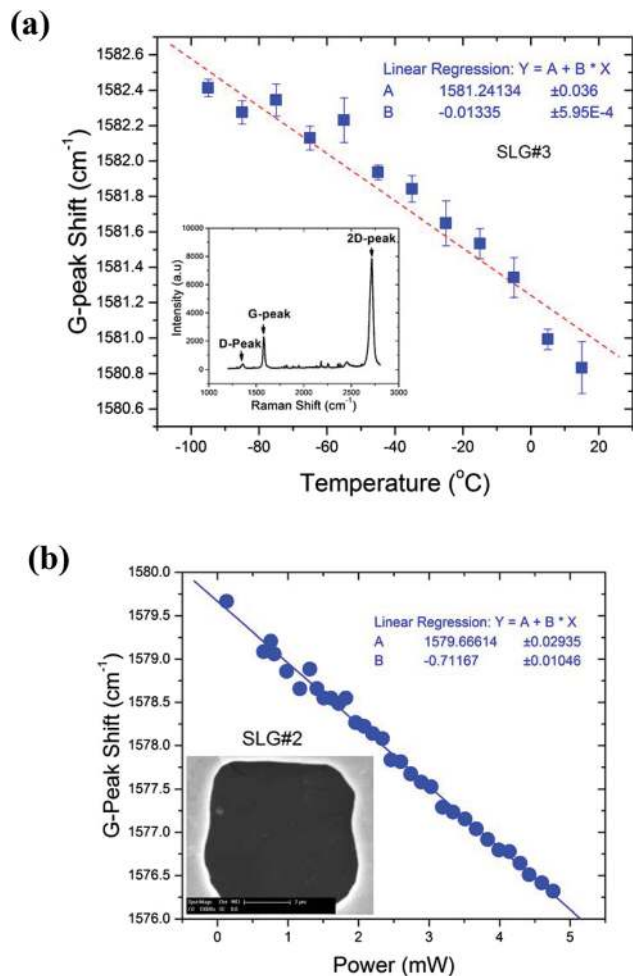 (a)
1582.6
1582.4
1582.2
1582.0
1581.8
1581.6
1581.4
1581.2
1581.0
1580.8
1580.6
G-peak Shift (cm⁻¹)
Linear Regression: Y = A + B * X
A 1581.24134 ±0.036
B -0.01335 ±5.95E-4
SLG#3
10000
8000
6000
4000
2000
0
Intensity (a.u)
2D-peak
G-peak
D-Peak
1000 1500 2000 2500 3000
Raman Shift (cm⁻¹)
-100 -80 -60 -40 -20 0 20
Temperature (°C)
(b)
1580.0
1579.5
1579.0
1578.5
1578.0
1577.5
1577.0
1576.5
1576.0
G-Peak Shift (cm⁻¹)
Linear Regression: Y = A + B * X
A 1579.66614 ±0.02935
B -0.71167 ±0.01046
SLG#2
0 1 2 3 4 5
Power (mW)